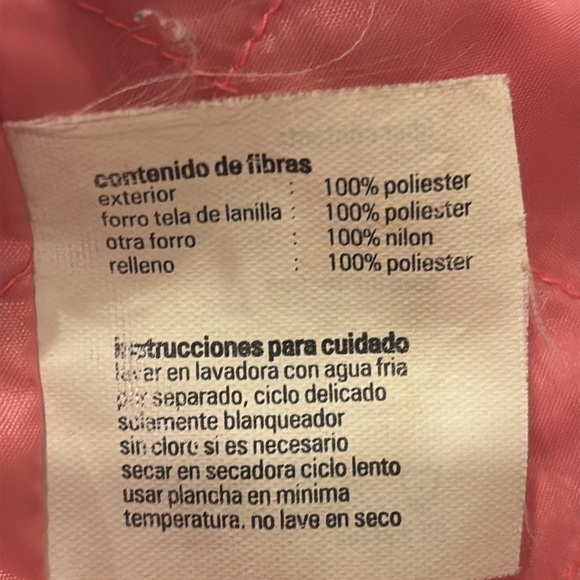 contenido de fibras
exterior : 100% poliester
forro tela de lanilla : 100% poliester
otra forro : 100% nilon
relleno : 100% poliester
instrucciones para cuidado
lavar en lavadora con agua fria
por separado, ciclo delicado
solamente blanqueador
sin cloro si es necesario
secar en secadora ciclo lento
usar plancha en minima
temperatura. no lave en seco